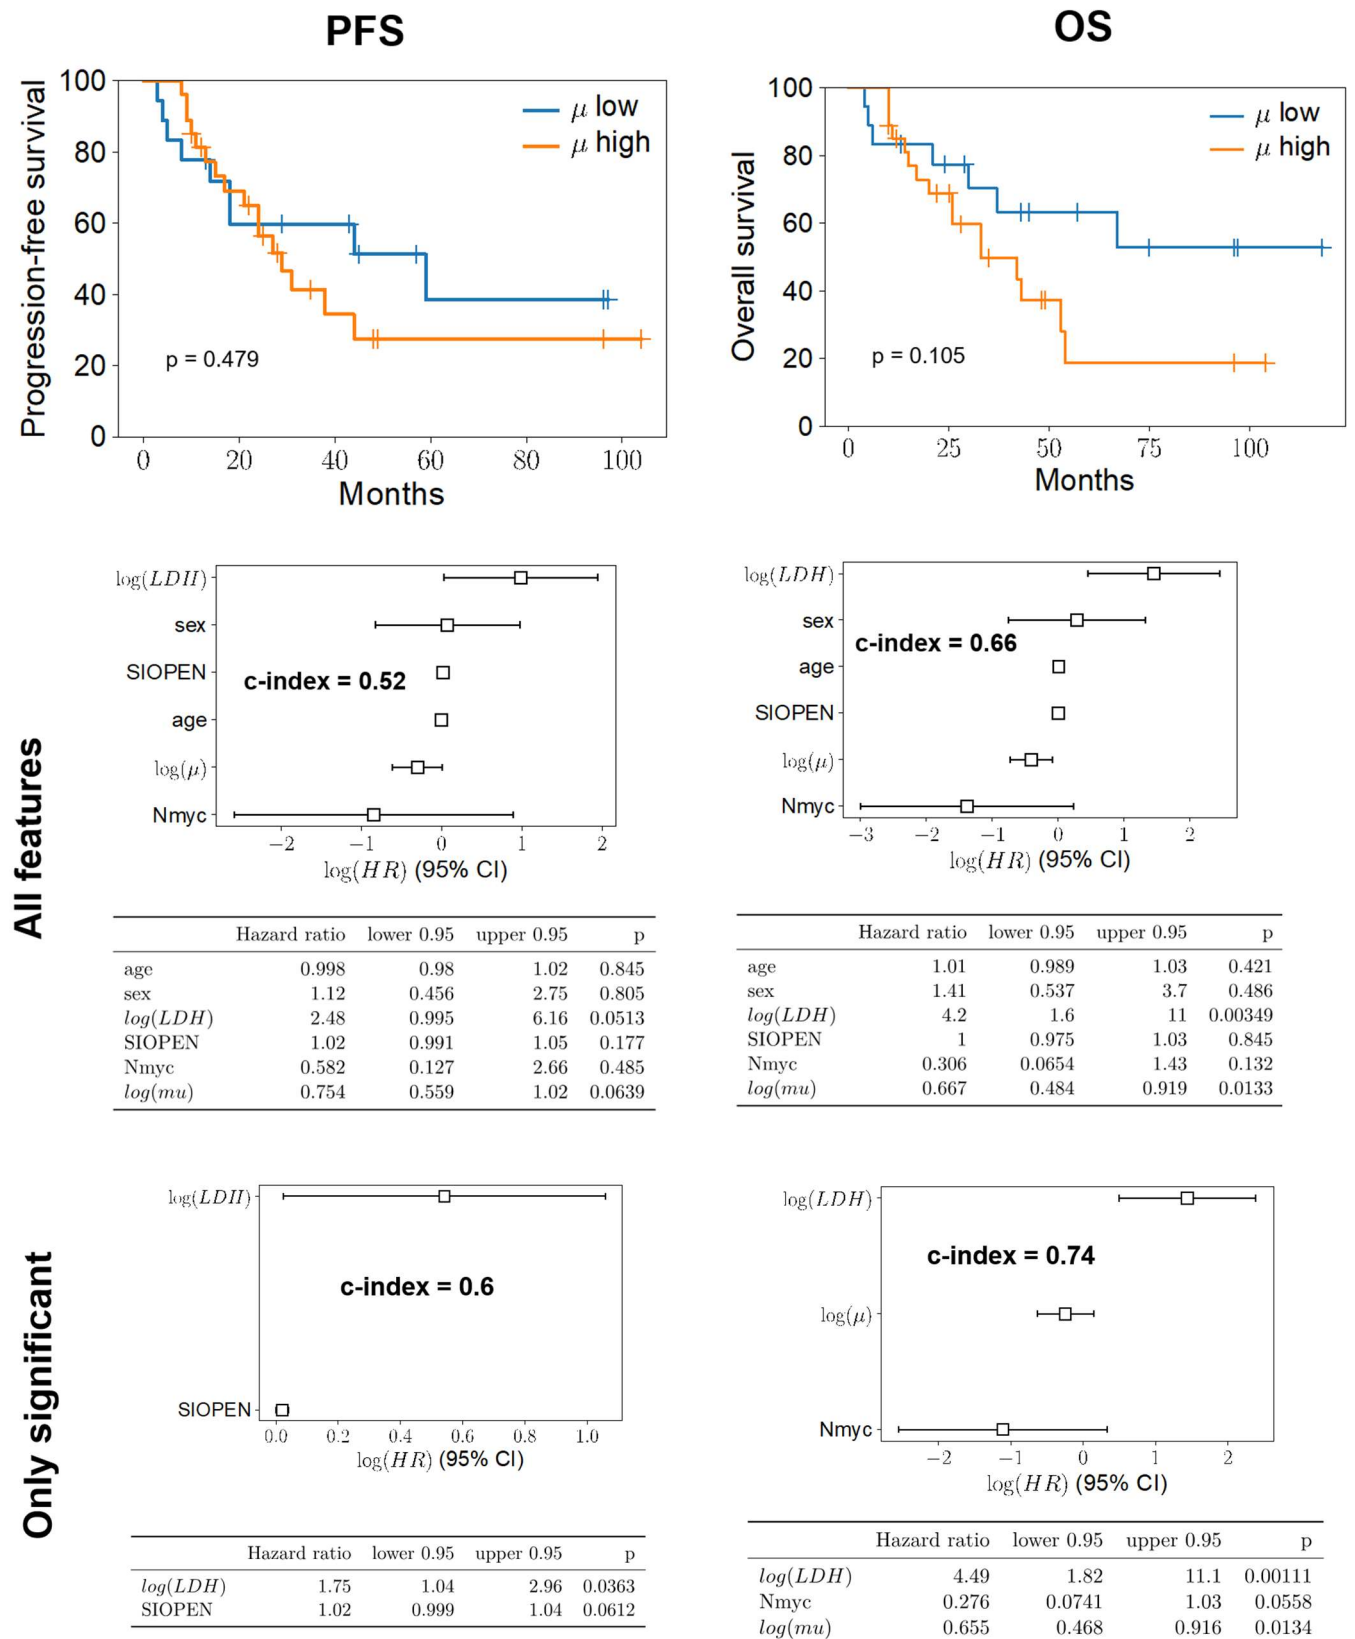 PFS
OS
Progression-free survival
100
80
60
40
20
0
μ low
μ high
p = 0.479
0 20 40 60 80 100
Months
Overall survival
100
80
60
40
20
0
μ low
μ high
p = 0.105
0 25 50 75 100
Months
All features
log(LDH)
sex
SIOPEN
age
log(μ)
Nmyc
c-index = 0.52
−2 −1 0 1 2
log(HR) (95% CI)
log(LDH)
sex
age
SIOPEN
log(μ)
Nmyc
c-index = 0.66
−3 −2 −1 0 1 2
log(HR) (95% CI)
Hazard ratio lower 0.95 upper 0.95 p
age 0.998 0.98 1.02 0.845
sex 1.12 0.456 2.75 0.805
log(LDH) 2.48 0.995 6.16 0.0513
SIOPEN 1.02 0.991 1.05 0.177
Nmyc 0.582 0.127 2.66 0.485
log(mu) 0.754 0.559 1.02 0.0639
Hazard ratio lower 0.95 upper 0.95 p
age 1.01 0.989 1.03 0.421
sex 1.41 0.537 3.7 0.486
log(LDH) 4.2 1.6 11 0.00349
SIOPEN 1 0.975 1.03 0.845
Nmyc 0.306 0.0654 1.43 0.132
log(mu) 0.667 0.484 0.919 0.0133
Only significant
log(LDH)
SIOPEN
c-index = 0.6
0.0 0.2 0.4 0.6 0.8 1.0
log(HR) (95% CI)
log(LDH)
log(μ)
Nmyc
c-index = 0.74
−2 −1 0 1 2
log(HR) (95% CI)
Hazard ratio lower 0.95 upper 0.95 p
log(LDH) 1.75 1.04 2.96 0.0363
SIOPEN 1.02 0.999 1.04 0.0612
Hazard ratio lower 0.95 upper 0.95 p
log(LDH) 4.49 1.82 11.1 0.00111
Nmyc 0.276 0.0741 1.03 0.0558
log(mu) 0.655 0.468 0.916 0.0134